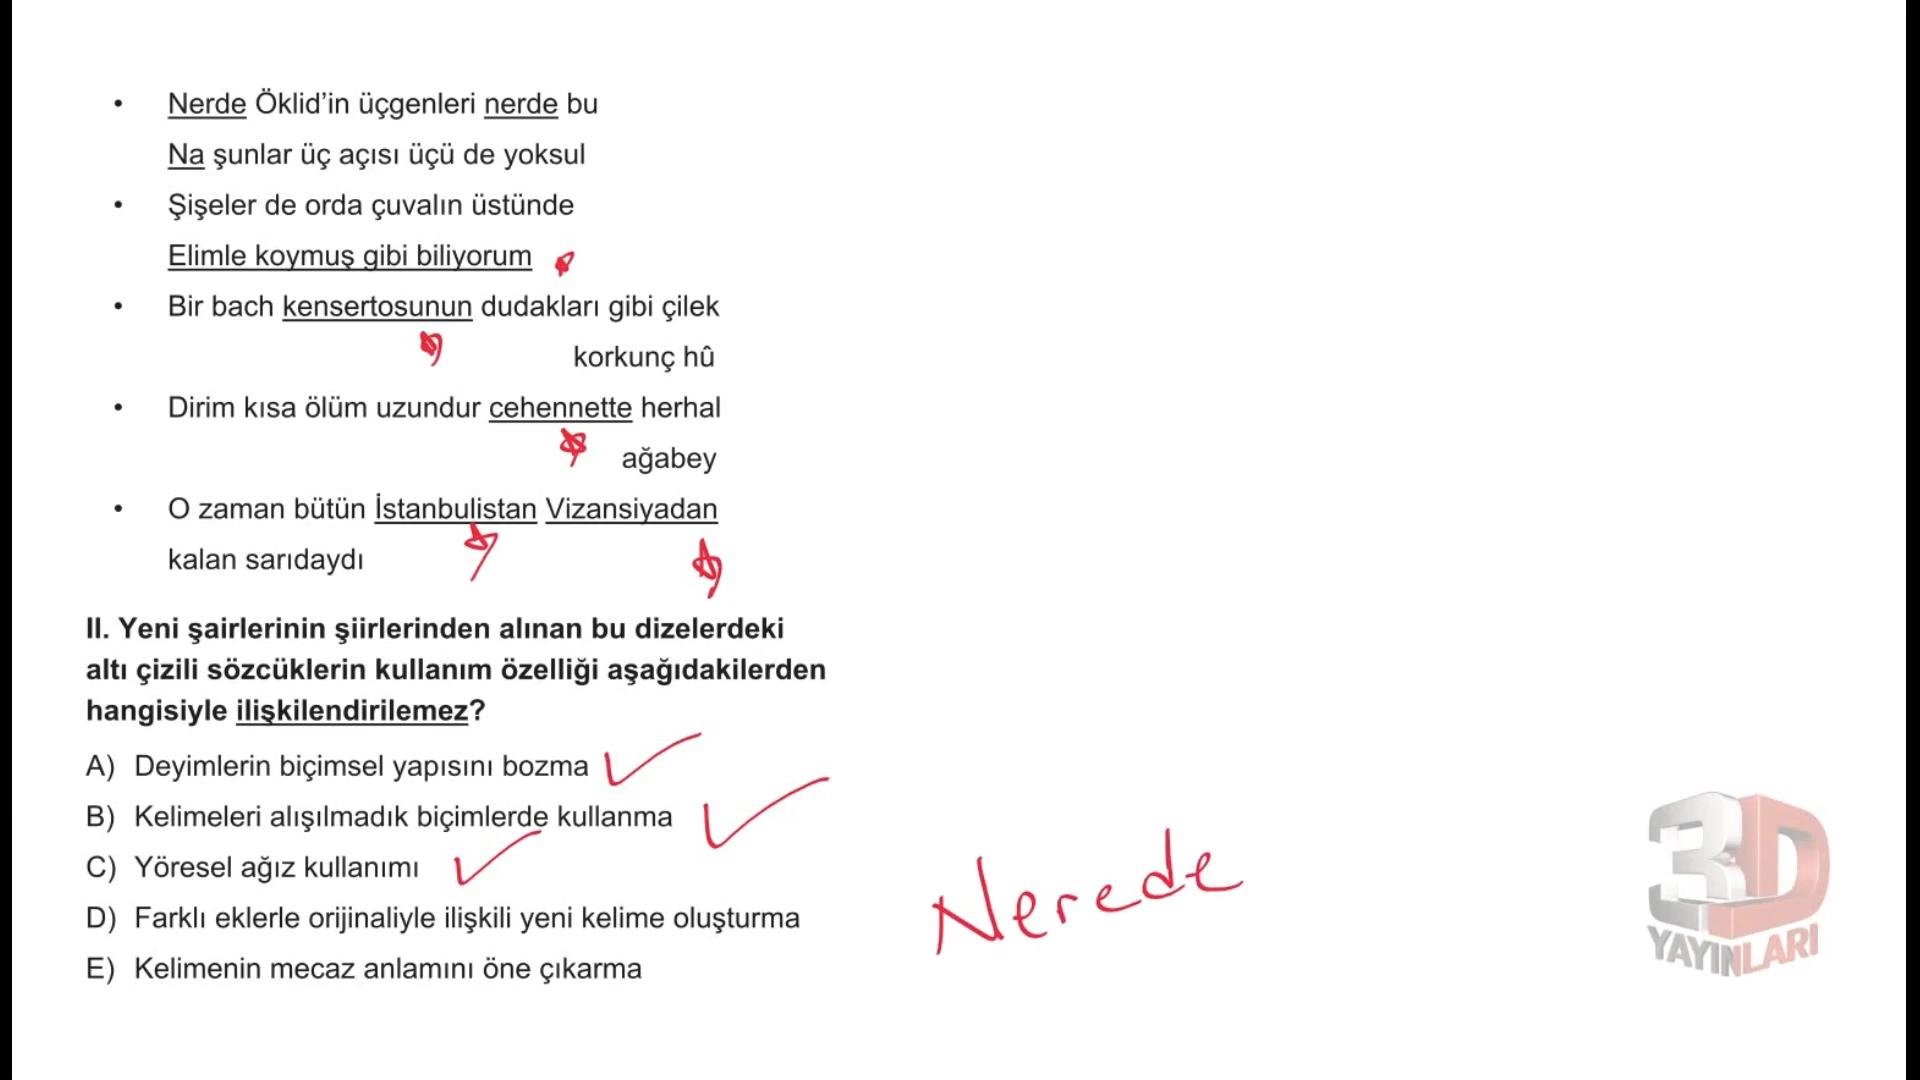 • Nerde Öklid’in üçgenleri nerde bu
Na şunlar üç açısı üçü de yoksul
• Şişeler de orda çuvalın üstünde
Elimle koymuş gibi biliyorum
• Bir bach kensertosunun dudakları gibi çilek
korkunç hû
• Dirim kısa ölüm uzundur cehennette herhal
ağabey
• O zaman bütün İstanbulistan Vizansiyadan
kalan sarıdaydı
II. Yeni şairlerinin şiirlerinden alınan bu dizelerdeki
altı çizili sözcüklerin kullanım özelliği aşağıdakilerden
hangisiyle ilişkilendirilemez?
A) Deyimlerin biçimsel yapısını bozma
B) Kelimeleri alışılmadık biçimlerde kullanma
C) Yöresel ağız kullanımı
D) Farklı eklerle orijinaliyle ilişkili yeni kelime oluşturma
E) Kelimenin mecaz anlamını öne çıkarma
Nerede
3D
YAYINLARI